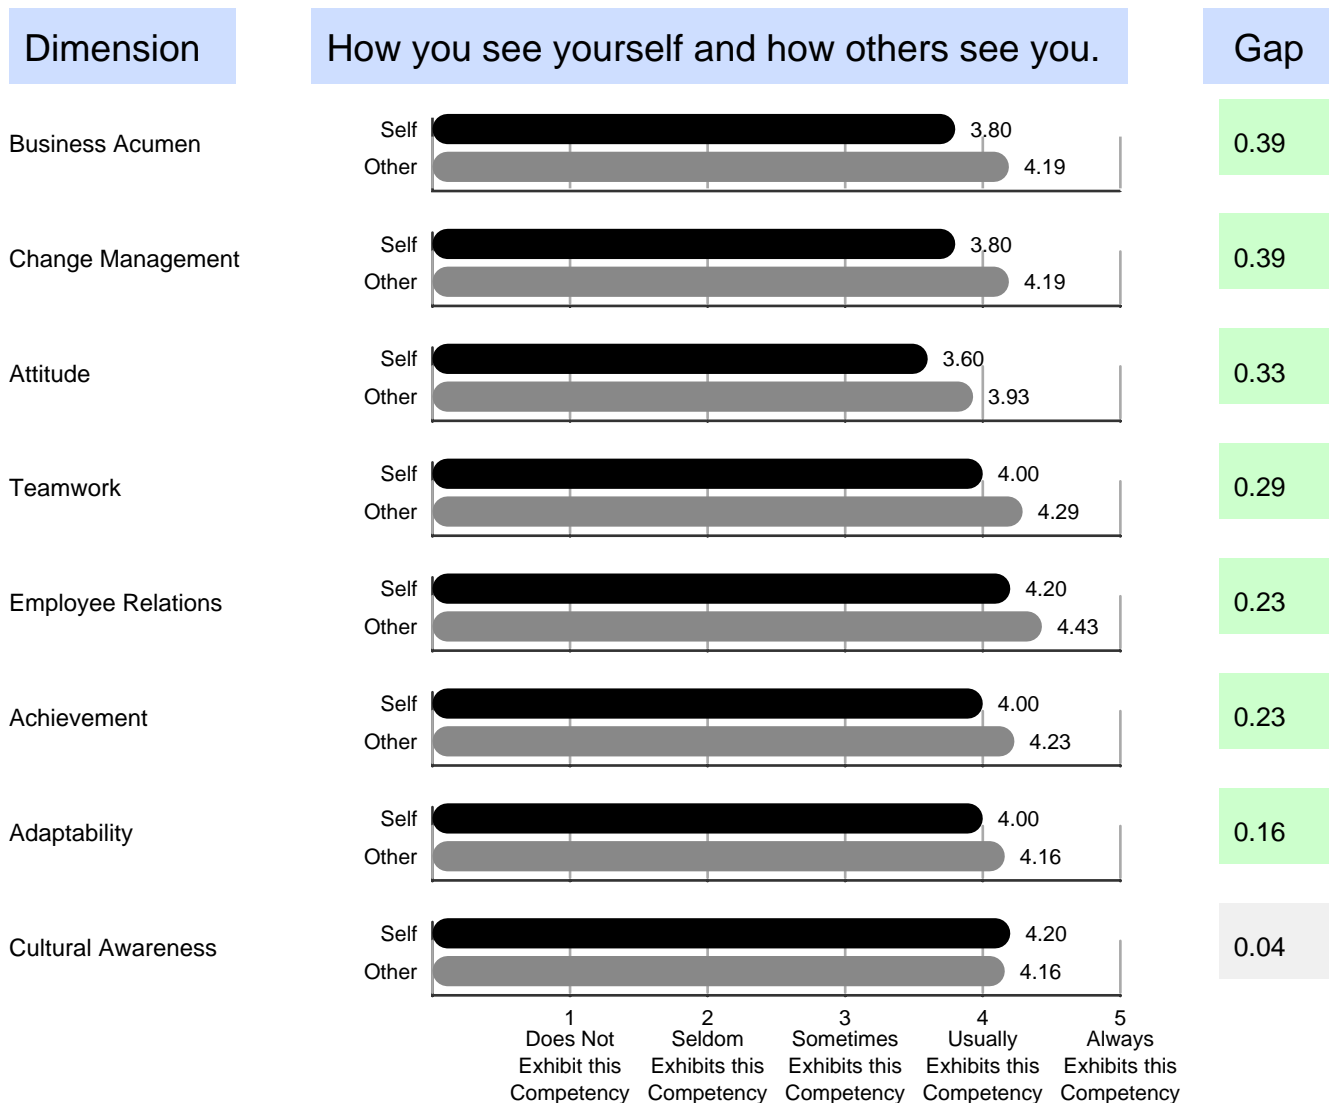 Dimension
How you see yourself and how others see you.
Gap
Business Acumen
Self
3.80
Other
4.19
0.39
Change Management
Self
3.80
Other
4.19
0.39
Attitude
Self
3.60
Other
3.93
0.33
Teamwork
Self
4.00
Other
4.29
0.29
Employee Relations
Self
4.20
Other
4.43
0.23
Achievement
Self
4.00
Other
4.23
0.23
Adaptability
Self
4.00
Other
4.16
0.16
Cultural Awareness
Self
4.20
Other
4.16
0.04
1
Does Not
Exhibit this
Competency
2
Seldom
Exhibits this
Competency
3
Sometimes
Exhibits this
Competency
4
Usually
Exhibits this
Competency
5
Always
Exhibits this
Competency